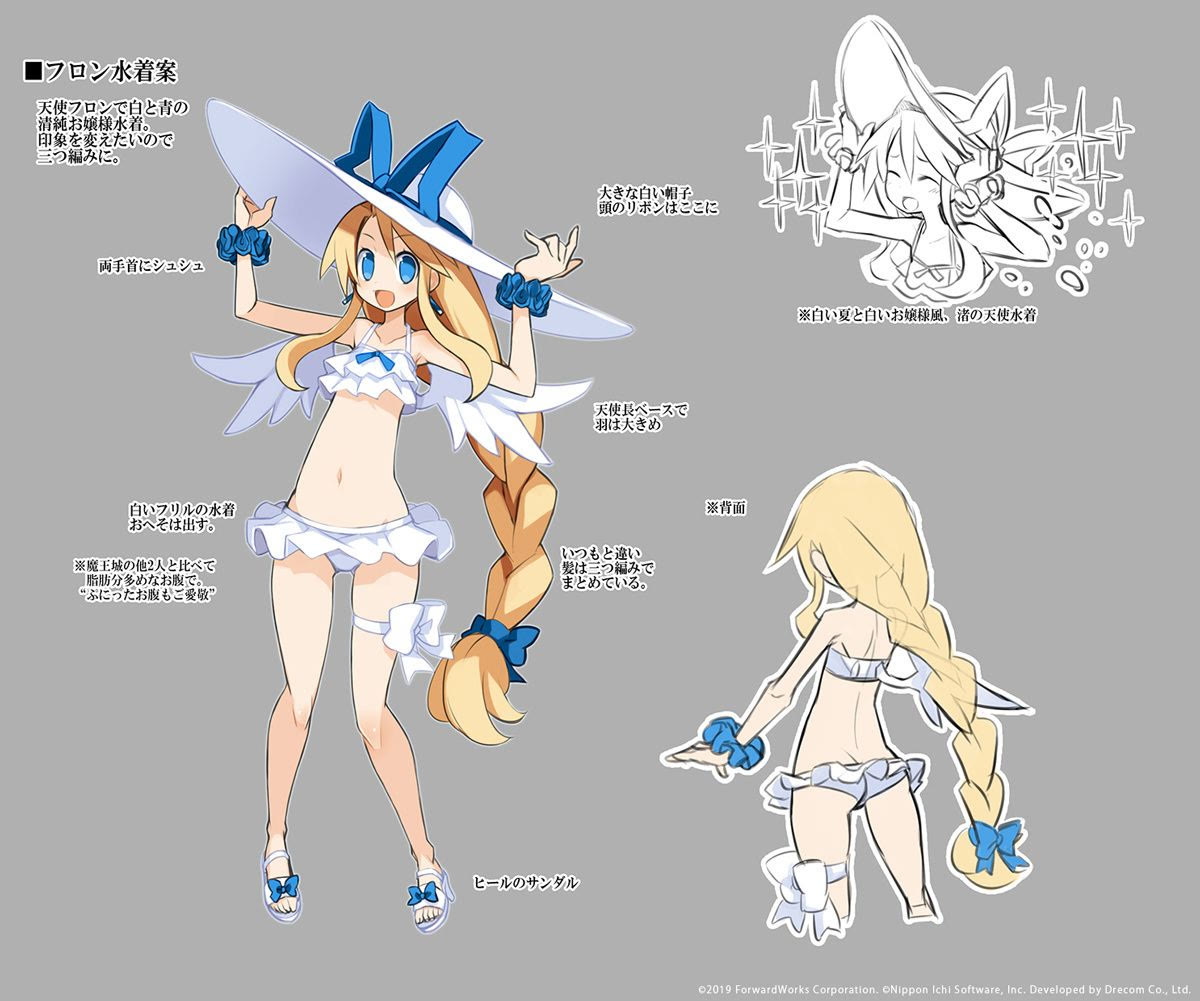 ■フロン水着案
天使フロンで白と青の
清純お嬢様水着。
印象を変えたいので
三つ編みに。
大きな白い帽子
頭のリボンはここに
両手首にシュシュ
※白い夏と白いお嬢様風、渚の天使水着
天使長ベースで
羽は大きめ
白いフリルの水着
おへそは出す。
※背面
※魔王城の他2人と比べて
脂肪分多めなお腹で。
“ぷにったお腹もご愛敬”
いつもと違い
髪は三つ編みで
まとめている。
ヒールのサンダル
©2019 ForwardWorks Corporation. ©Nippon Ichi Software, Inc. Developed by Drecom Co., Ltd.